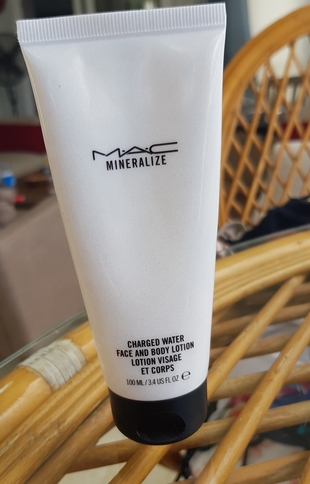 M·A·C
MINERALIZE
CHARGED WATER
FACE AND BODY LOTION
LOTION VISAGE
ET CORPS
100 ML / 3.4 US FL OZ ℮